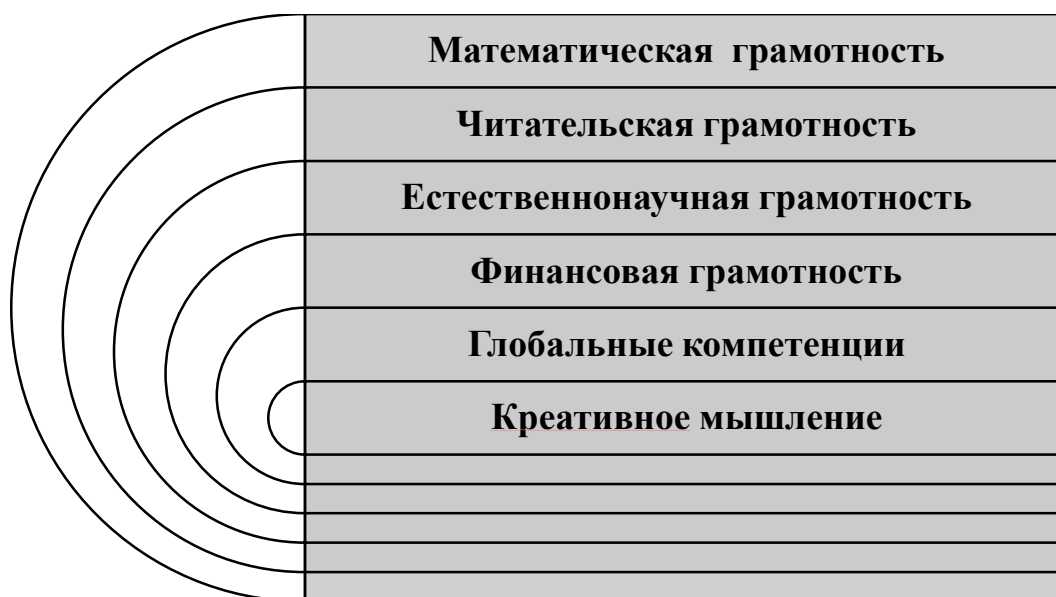 Математическая грамотность
Читательская грамотность
Естественнонаучная грамотность
Финансовая грамотность
Глобальные компетенции
Креативное мышление